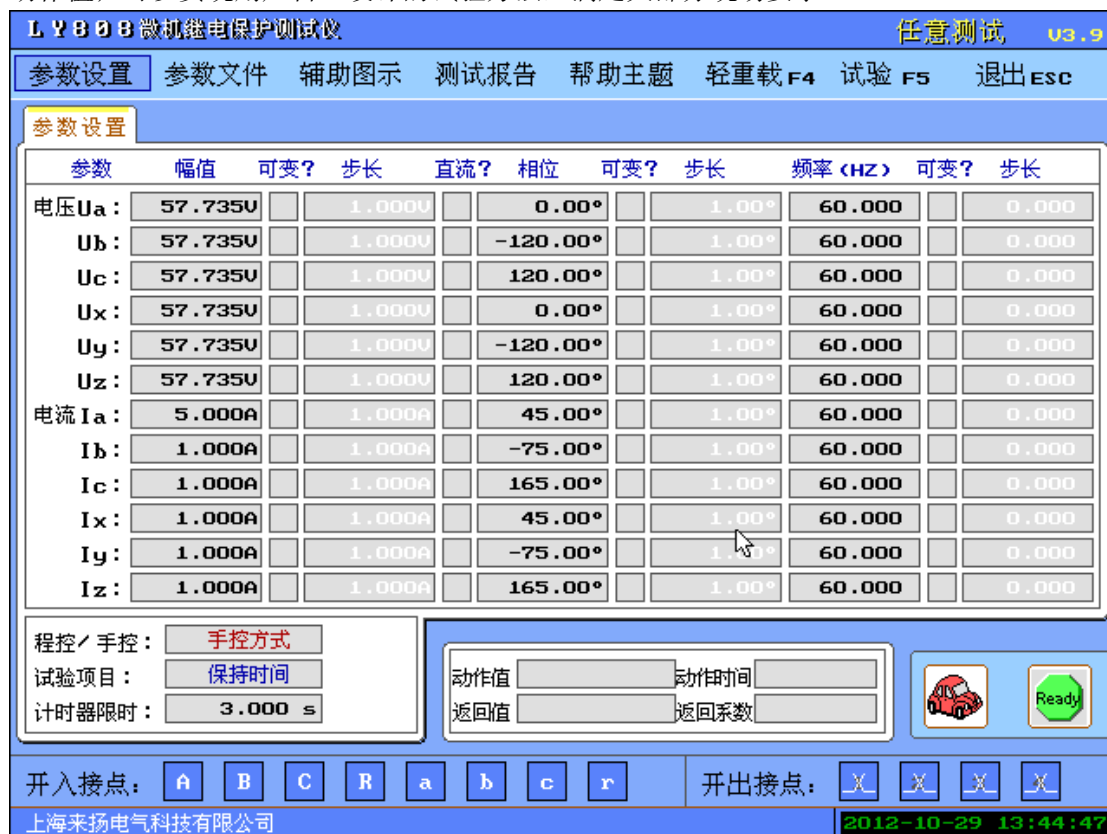 LY808微机继电保护测试仪 任意测试 V3.9
参数设置 参数文件 辅助图示 测试报告 帮助主题 轻重载 F4 试验 F5 退出 ESC
参数设置
参数 幅值 可变? 步长 直流? 相位 可变? 步长 频率(HZ) 可变? 步长
电压Ua: 57.735V 1.000V 0.00° 1.00° 60.000 0.000
Ub: 57.735V 1.000V -120.00° 1.00° 60.000 0.000
Uc: 57.735V 1.000V 120.00° 1.00° 60.000 0.000
Ux: 57.735V 1.000V 0.00° 1.00° 60.000 0.000
Uy: 57.735V 1.000V -120.00° 1.00° 60.000 0.000
Uz: 57.735V 1.000V 120.00° 1.00° 60.000 0.000
电流Ia: 5.000A 1.000A 45.00° 1.00° 60.000 0.000
Ib: 1.000A 1.000A -75.00° 1.00° 60.000 0.000
Ic: 1.000A 1.000A 165.00° 1.00° 60.000 0.000
Ix: 1.000A 1.000A 45.00° 1.00° 60.000 0.000
Iy: 1.000A 1.000A -75.00° 1.00° 60.000 0.000
Iz: 1.000A 1.000A 165.00° 1.00° 60.000 0.000
程控/手控: 手控方式
试验项目: 保持时间
计时器限时: 3.000 s
动作值 动作时间
返回值 返回系数
Ready
开入接点: A B C R a b c r 开出接点: X X X X
上海来扬电气科技有限公司 2012-10-29 13:44:47